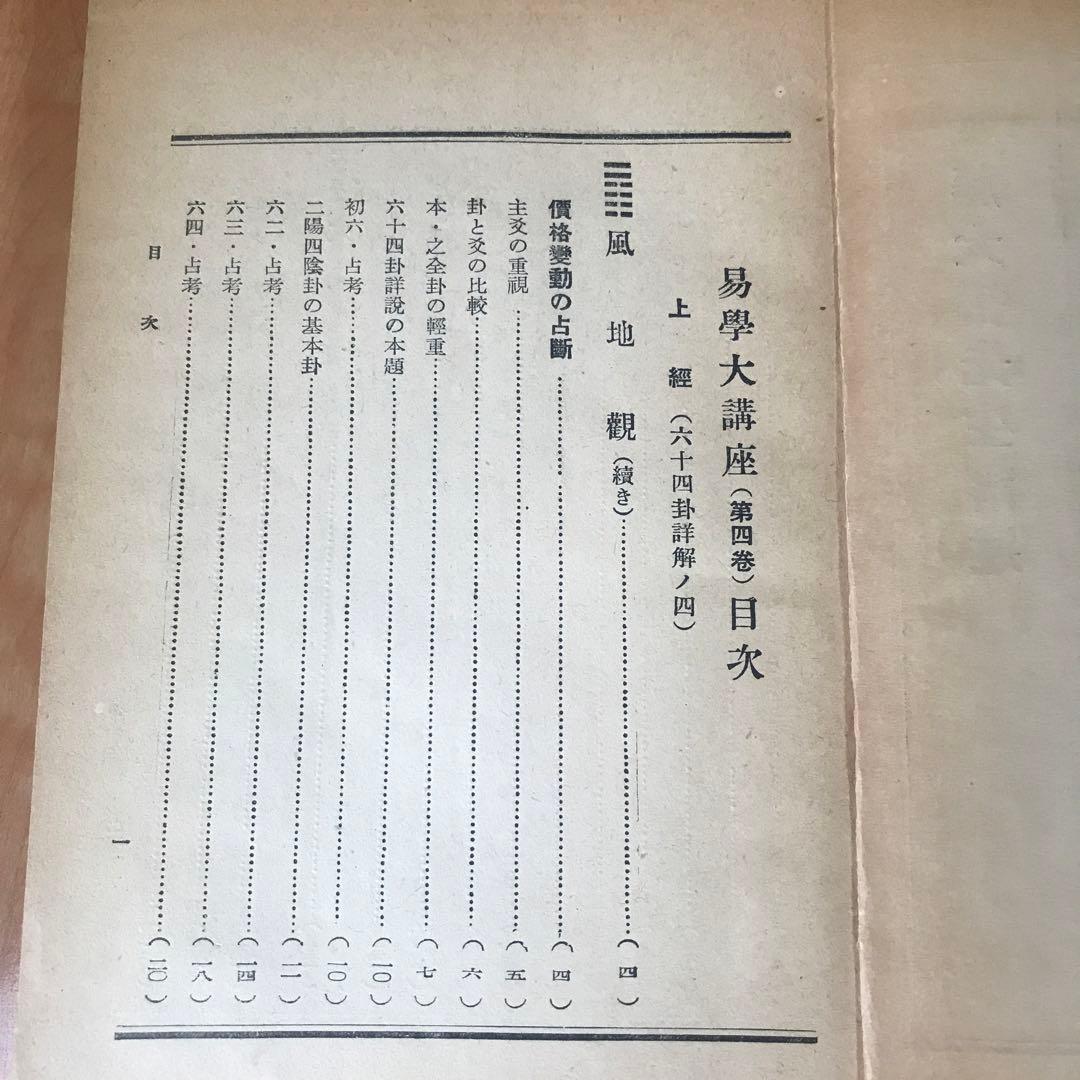 易學大講座(第四卷)目次
上經(六十四卦詳解ノ四)
風地觀(續き)……(四)
價格變動の占斷……(四)
主爻の重視……(五)
卦と爻の比較……(六)
本・之全卦の輕重……(七)
六十四卦詳說の本題……(一〇)
初六・占考……(一〇)
二陽四陰卦の基本卦……(一一)
六二・占考……(一四)
六三・占考……(一八)
六四・占考……(二〇)
目次
一